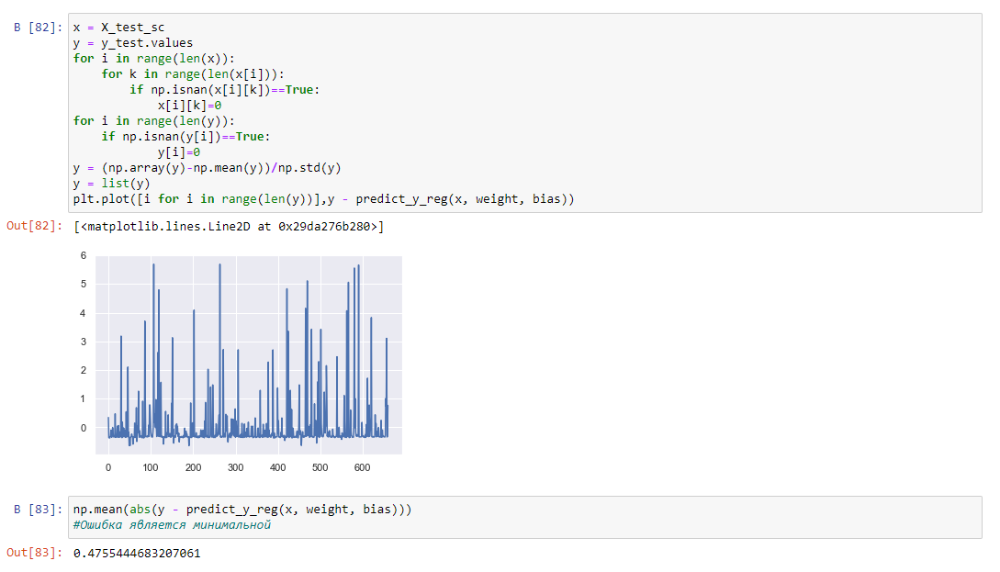 В [82]:
x = X_test_sc
y = y_test.values
for i in range(len(x)):
    for k in range(len(x[i])):
        if np.isnan(x[i][k])==True:
            x[i][k]=0
for i in range(len(y)):
    if np.isnan(y[i])==True:
            y[i]=0
y = (np.array(y)-np.mean(y))/np.std(y)
y = list(y)
plt.plot([i for i in range(len(y))],y - predict_y_reg(x, weight, bias))
Out[82]:
[<matplotlib.lines.Line2D at 0x29da276b280>]
6
5
4
3
2
1
0
0 100 200 300 400 500 600
В [83]:
np.mean(abs(y - predict_y_reg(x, weight, bias)))
#Ошибка является минимальной
Out[83]:
0.4755444683207061